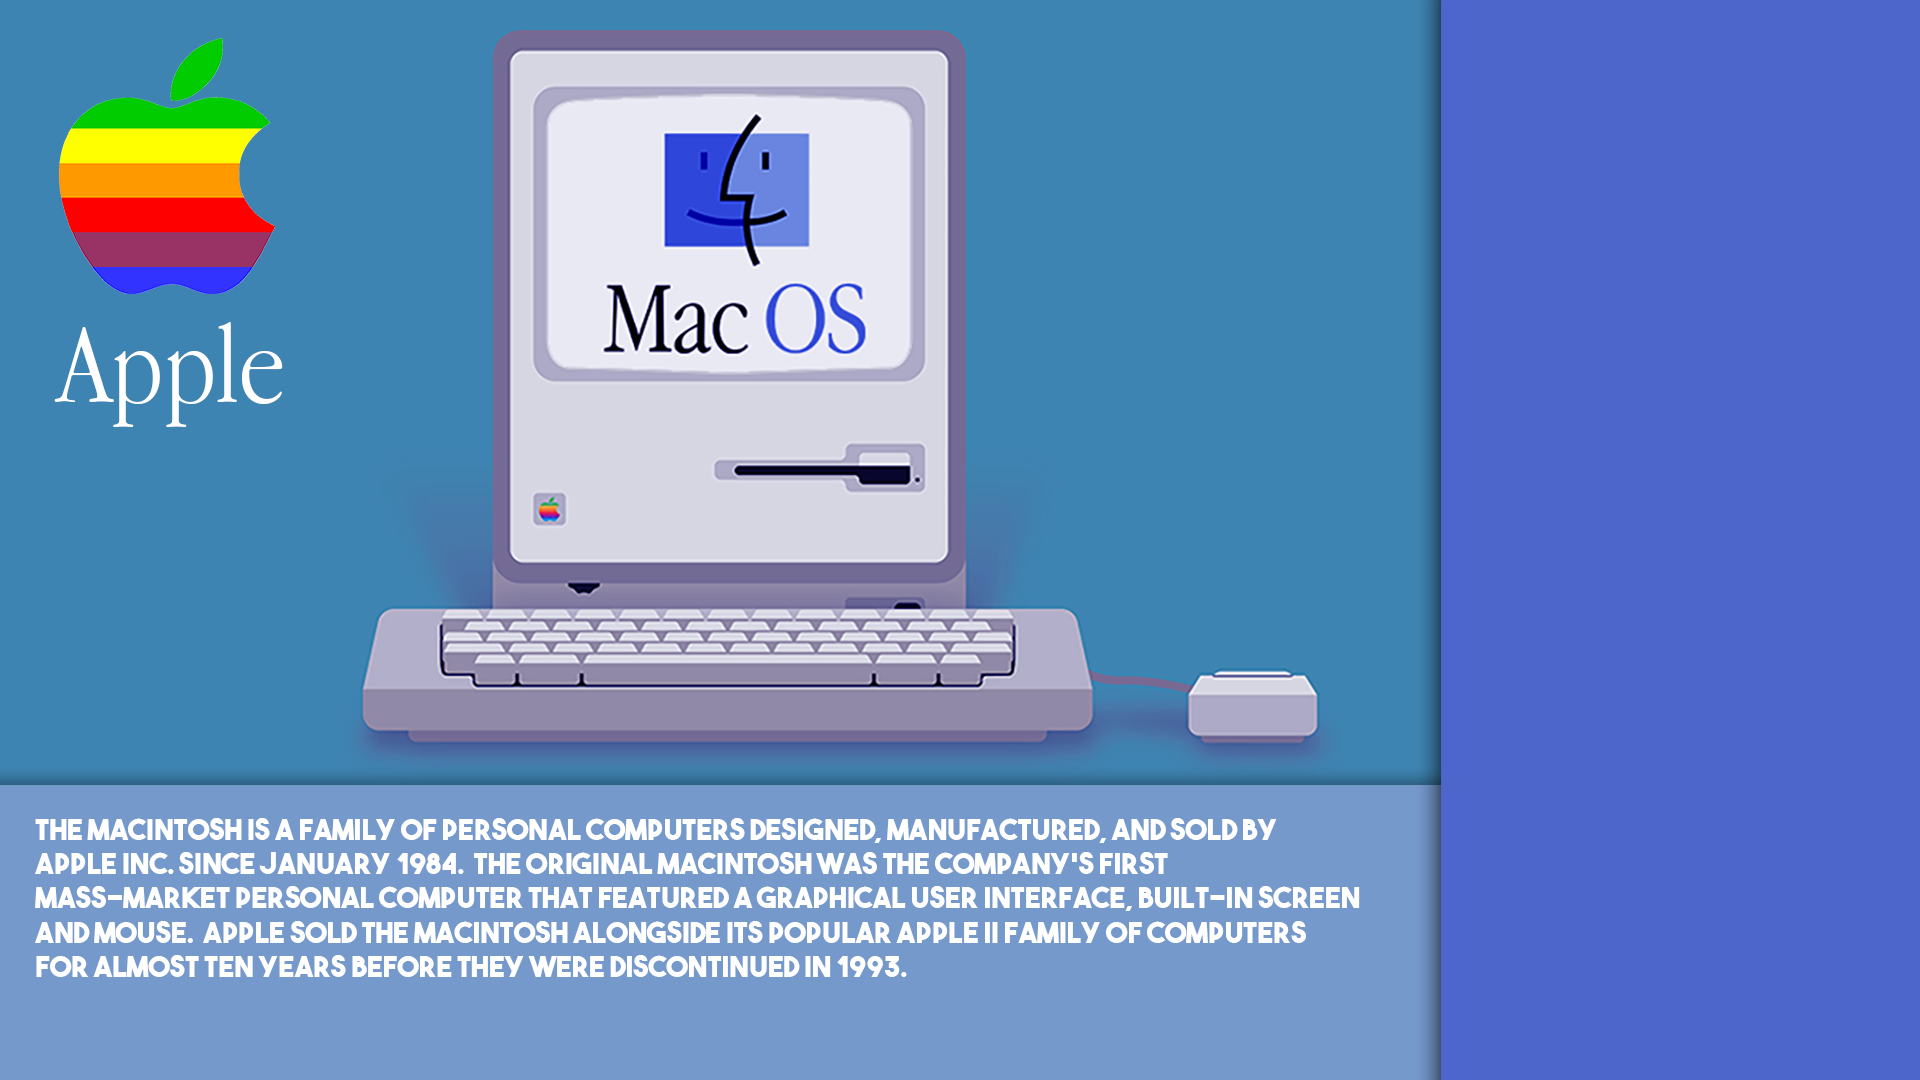 Apple
Mac OS
THE MACINTOSH IS A FAMILY OF PERSONAL COMPUTERS DESIGNED, MANUFACTURED, AND SOLD BY
APPLE INC. SINCE JANUARY 1984. THE ORIGINAL MACINTOSH WAS THE COMPANY'S FIRST
MASS-MARKET PERSONAL COMPUTER THAT FEATURED A GRAPHICAL USER INTERFACE, BUILT-IN SCREEN
AND MOUSE. APPLE SOLD THE MACINTOSH ALONGSIDE ITS POPULAR APPLE II FAMILY OF COMPUTERS
FOR ALMOST TEN YEARS BEFORE THEY WERE DISCONTINUED IN 1993.